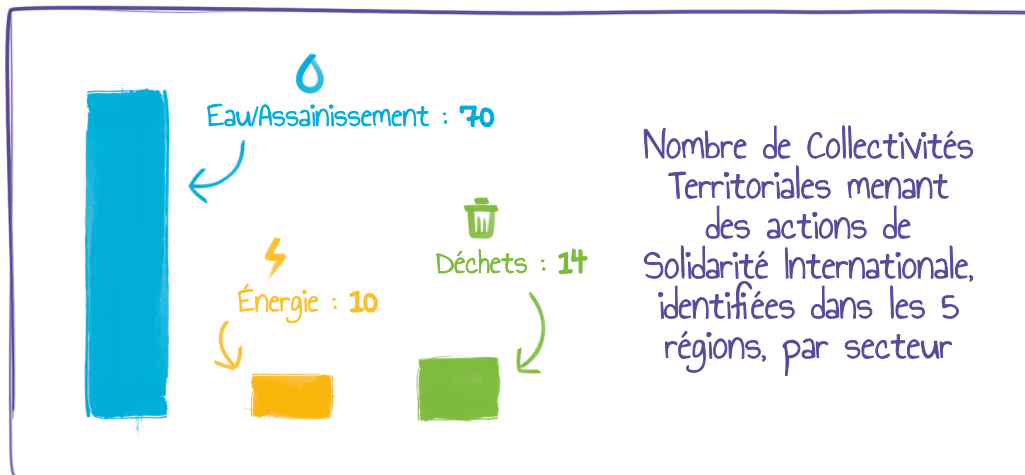 Eau/Assainissement : 70
Énergie : 10
Déchets : 14
Nombre de Collectivités
Territoriales menant
des actions de
Solidarité Internationale,
identifiées dans les 5
régions, par secteur